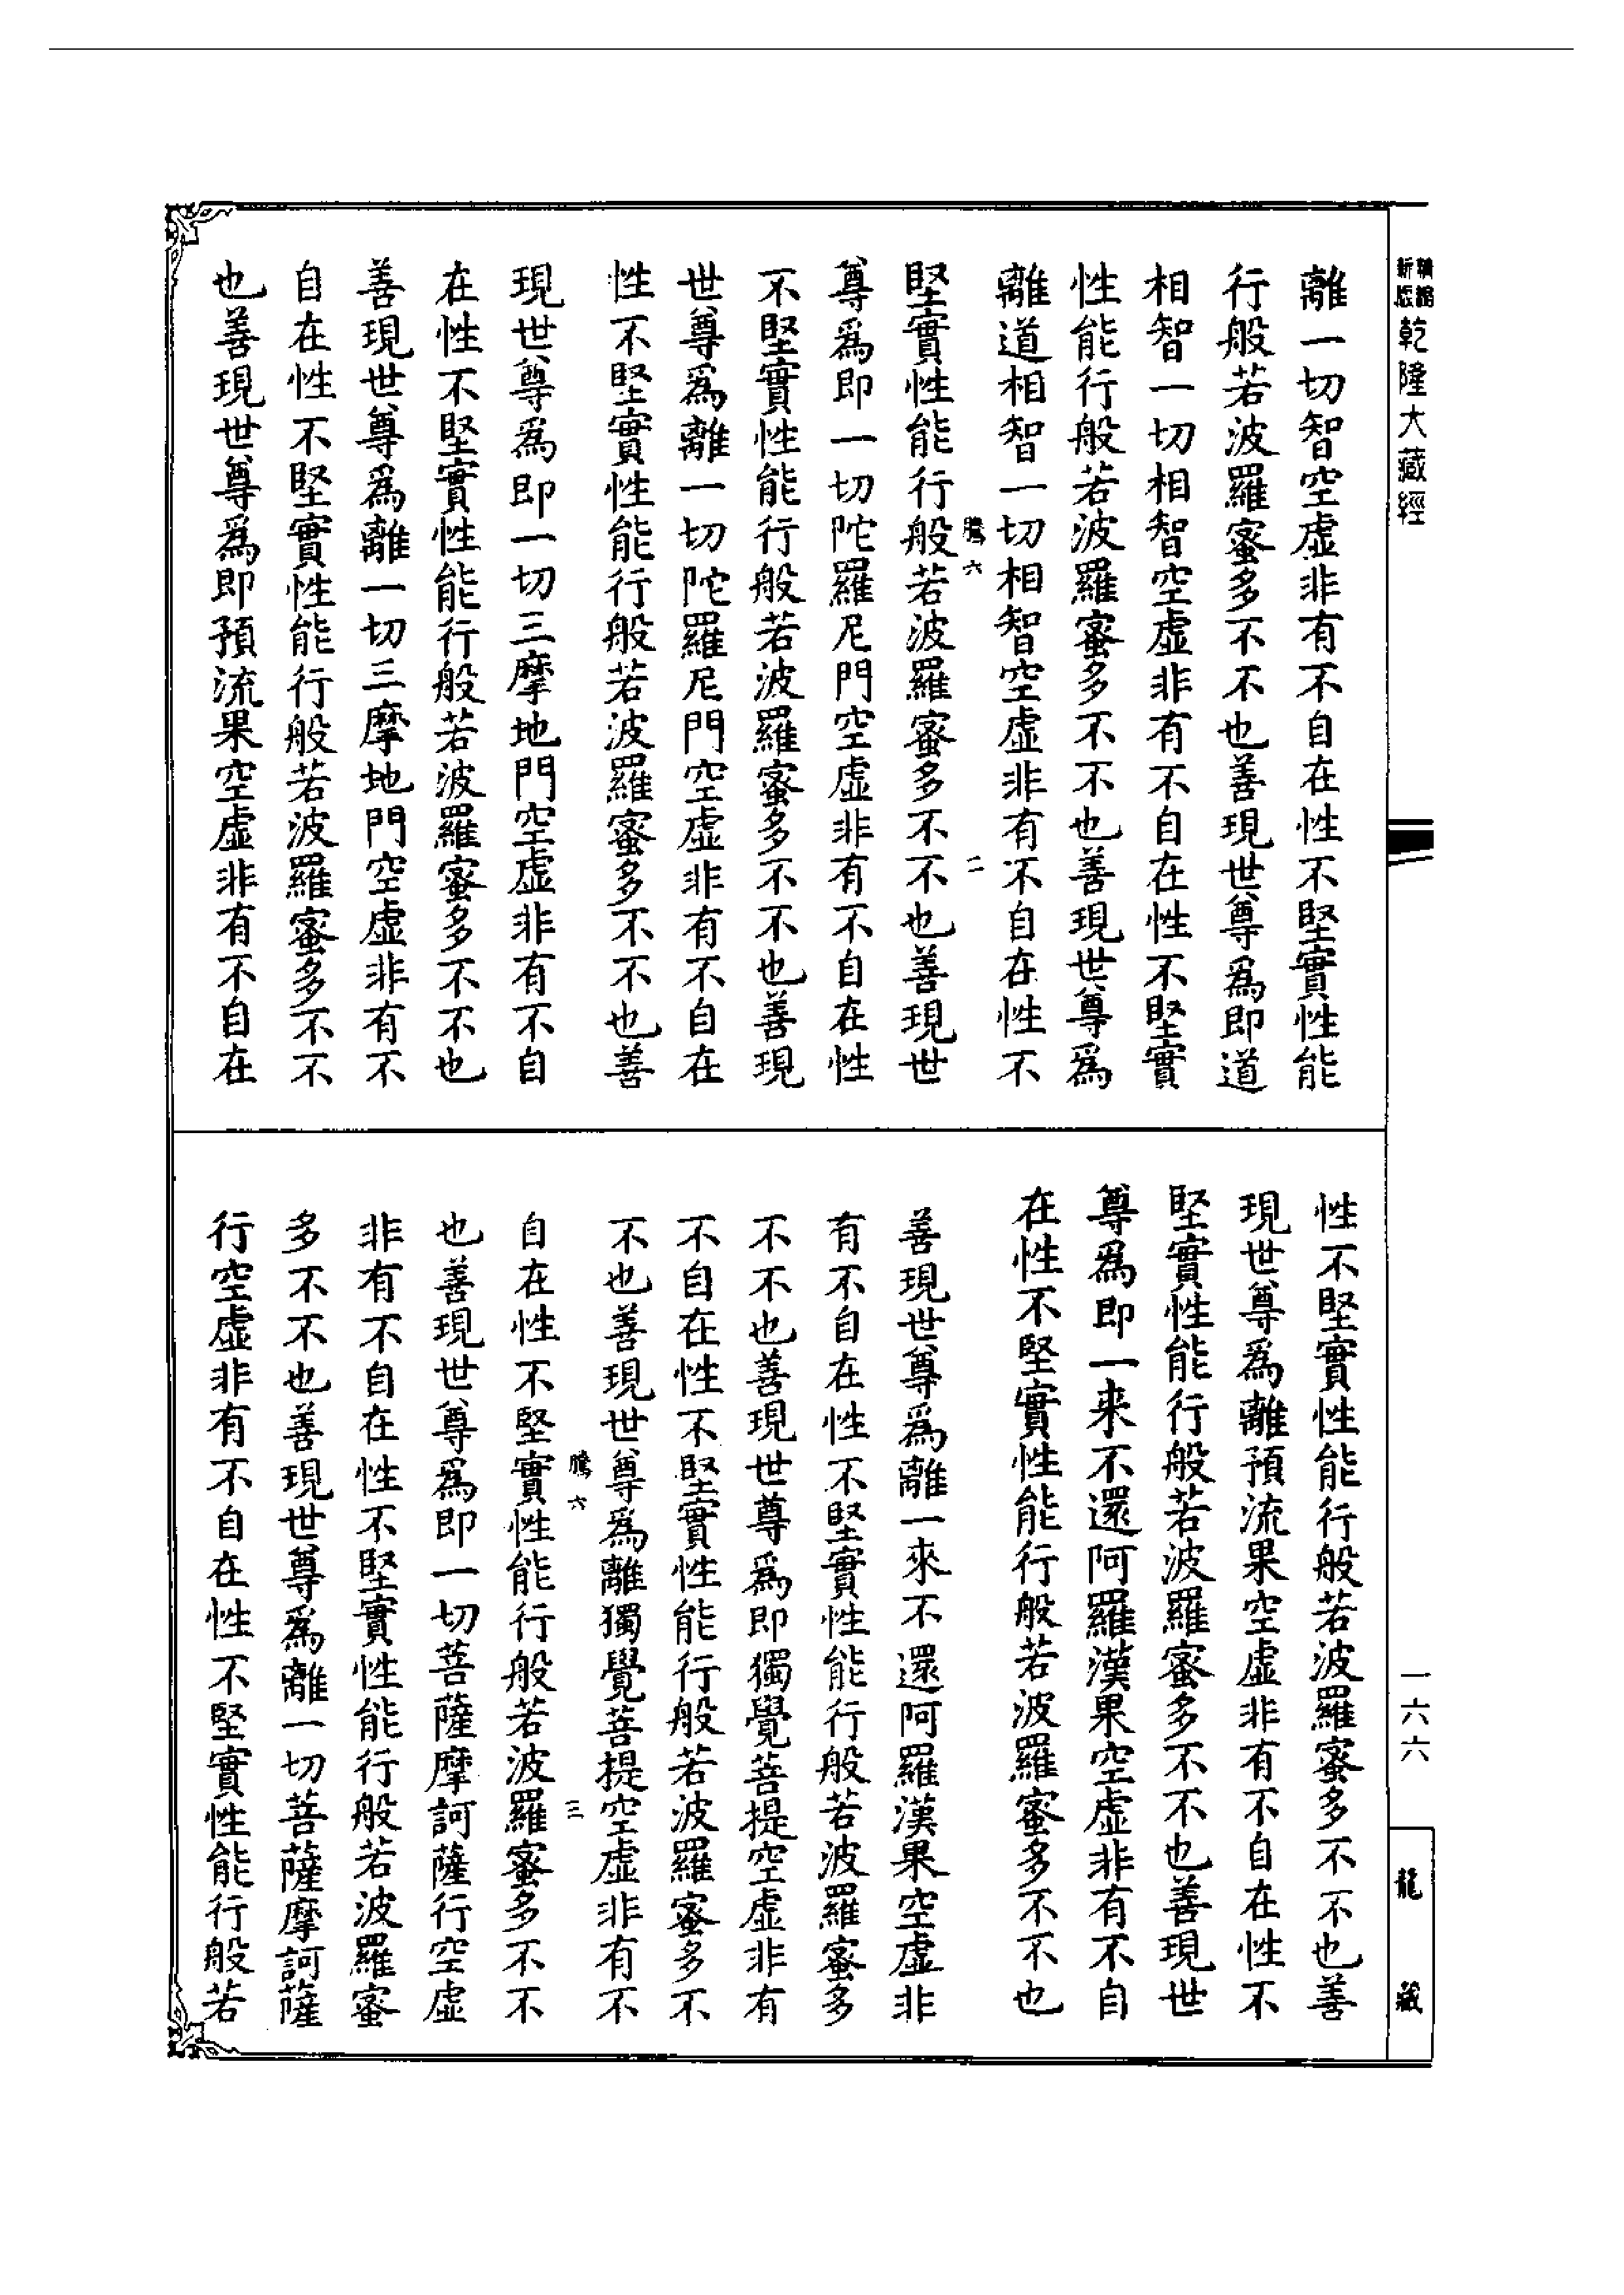 新編
新版
乾隆大藏經
離一切智空虛非有不自在性不堅實性能
行般若波羅蜜多不不也善現世尊爲即道
相智一切相智空虛非有不自在性不堅實
性能行般若波羅蜜多不不也善現世尊爲
離道相智一切相智空虛非有不自在性不
騰六 二
堅實性能行般若波羅蜜多不不也善現世
尊爲即一切陀羅尼門空虛非有不自在性
不堅實性能行般若波羅蜜多不不也善現
世尊爲離一切陀羅尼門空虛非有不自在
性不堅實性能行般若波羅蜜多不不也善
現世尊爲即一切三摩地門空虛非有不自
在性不堅實性能行般若波羅蜜多不不也
善現世尊爲離一切三摩地門空虛非有不
自在性不堅實性能行般若波羅蜜多不不
也善現世尊爲即預流果空虛非有不自在
性不堅實性能行般若波羅蜜多不不也善
現世尊爲離預流果空虛非有不自在性不
堅實性能行般若波羅蜜多不不也善現世
尊爲即一来不還阿羅漢果空虛非有不自
在性不堅實性能行般若波羅蜜多不不也
善現世尊爲離一來不還阿羅漢果空虛非
有不自在性不堅實性能行般若波羅蜜多
不不也善現世尊爲即獨覺菩提空虛非有
不自在性不堅實性能行般若波羅蜜多不
不也善現世尊爲離獨覺菩提空虛非有不
騰六 三
自在性不堅實性能行般若波羅蜜多不不
也善現世尊爲即一切菩薩摩訶薩行空虛
非有不自在性不堅實性能行般若波羅蜜
多不不也善現世尊爲離一切菩薩摩訶薩
行空虛非有不自在性不堅實性能行般若
一六六
龍藏